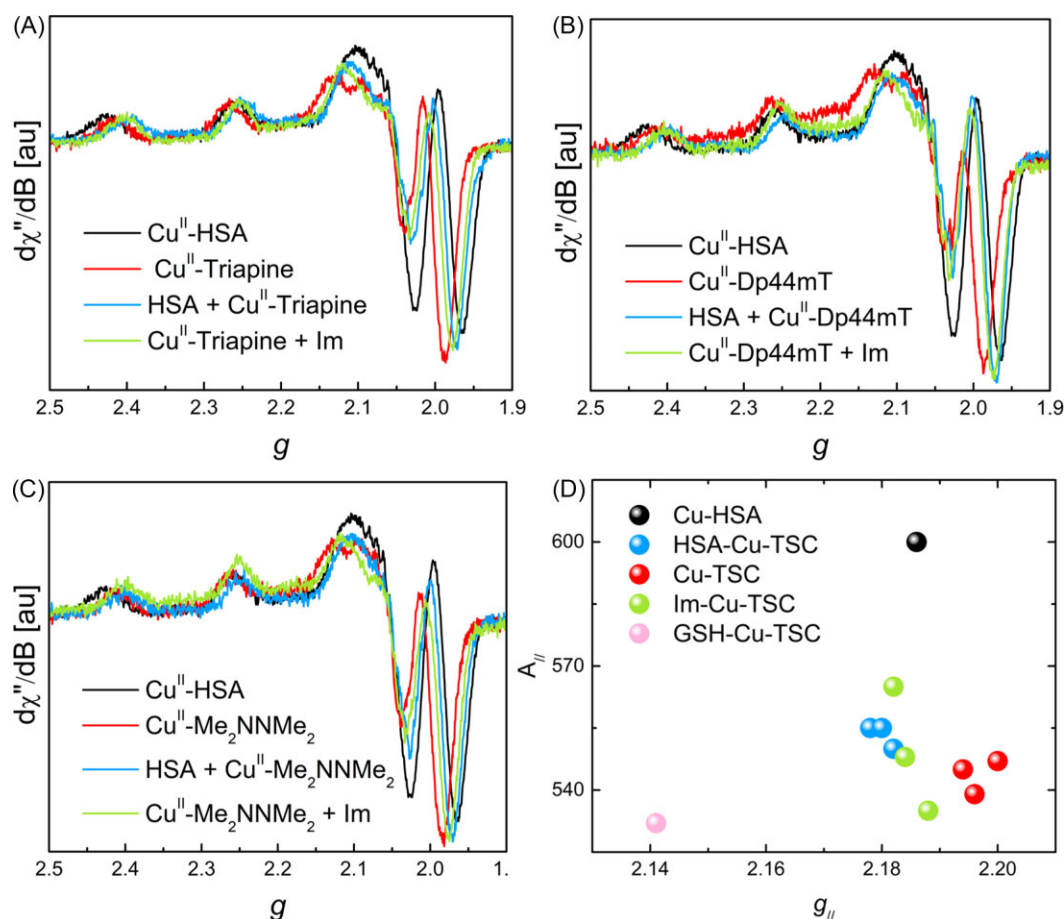 (A)
dχ"/dB [au]
Cu^II-HSA
Cu^II-Triapine
HSA + Cu^II-Triapine
Cu^II-Triapine + Im
2.5 2.4 2.3 2.2 2.1 2.0 1.9
g
(B)
dχ"/dB [au]
Cu^II-HSA
Cu^II-Dp44mT
HSA + Cu^II-Dp44mT
Cu^II-Dp44mT + Im
2.5 2.4 2.3 2.2 2.1 2.0 1.9
g
(C)
dχ"/dB [au]
Cu^II-HSA
Cu^II-Me₂NNMe₂
HSA + Cu^II-Me₂NNMe₂
Cu^II-Me₂NNMe₂ + Im
2.5 2.4 2.3 2.2 2.1 2.0 1.
g
(D)
Cu-HSA
HSA-Cu-TSC
Cu-TSC
Im-Cu-TSC
GSH-Cu-TSC
A//
600
570
540
2.14 2.16 2.18 2.20
g//